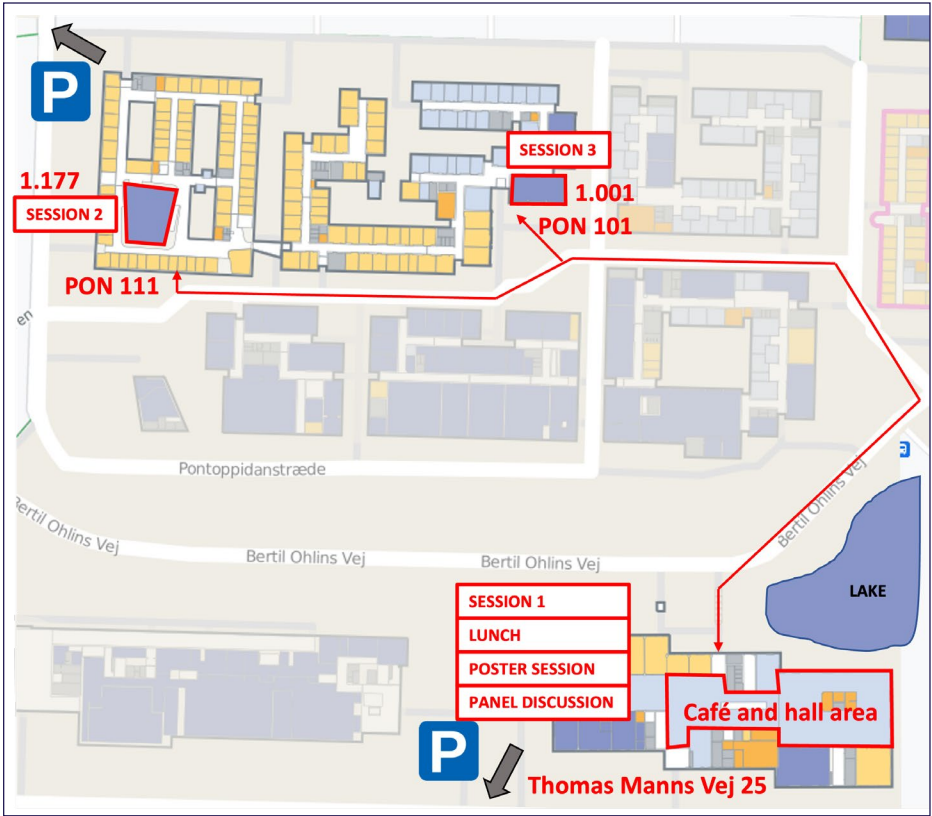 P
SESSION 3
1.177
1.001
SESSION 2
PON 101
PON 111
en
Pontoppidanstræde
Bertil Ohlins Vej
Bertil Ohlins Vej
Bertil Ohlins Vej
Bertil Ohlins Vej
LAKE
SESSION 1
LUNCH
POSTER SESSION
PANEL DISCUSSION
Café and hall area
P
Thomas Manns Vej 25